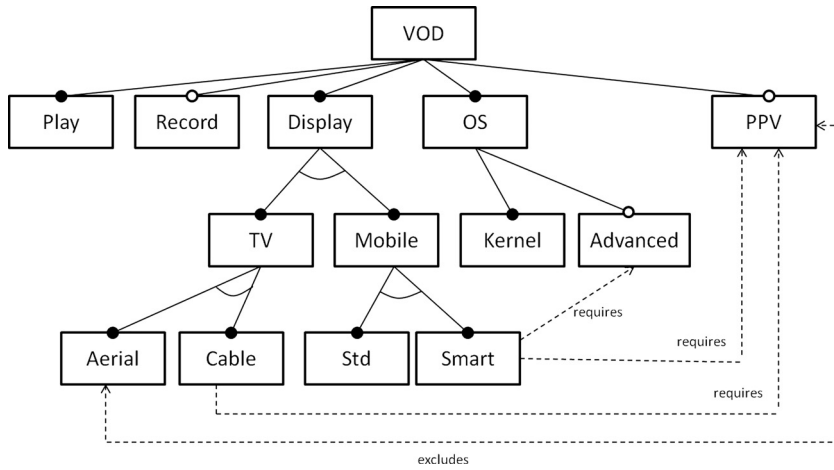 VOD
Play
Record
Display
OS
PPV
TV
Mobile
Kernel
Advanced
requires
Aerial
Cable
Std
Smart
requires
requires
excludes